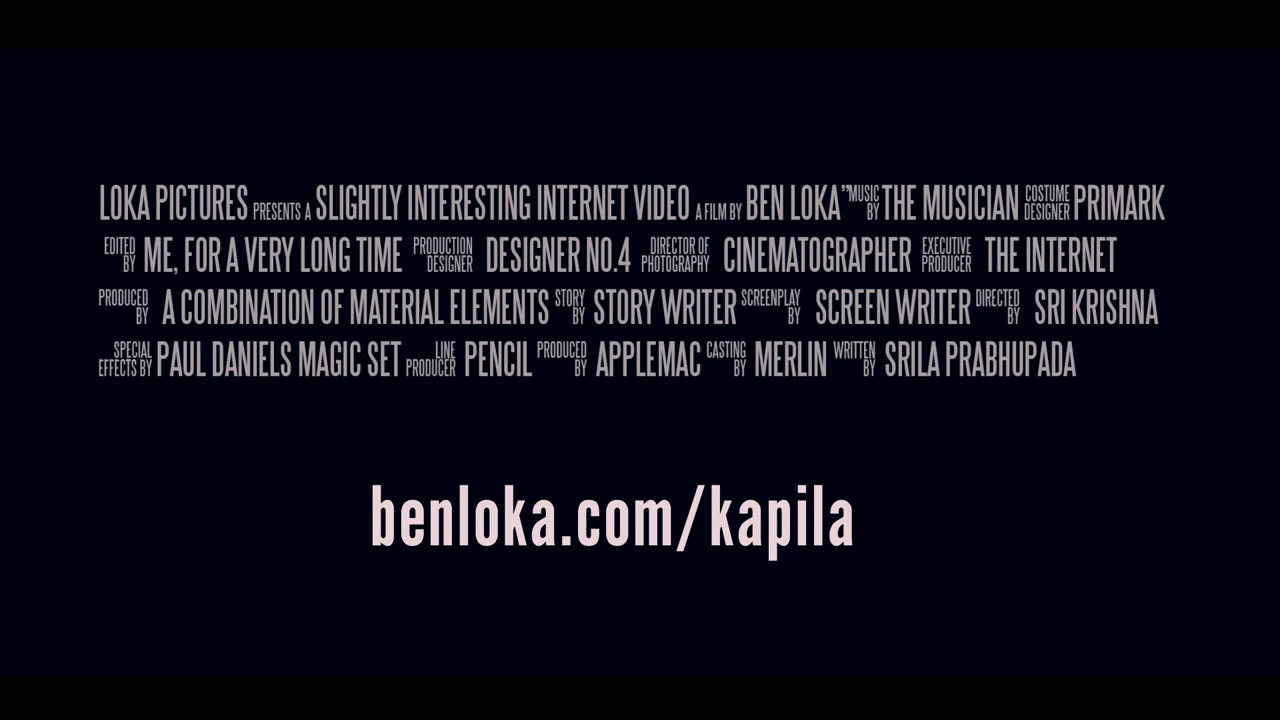 LOKA PICTURES PRESENTS A SLIGHTLY INTERESTING INTERNET VIDEO A FILM BY BEN LOKA" MUSIC BY THE MUSICIAN COSTUME DESIGNER PRIMARK
EDITED BY ME, FOR A VERY LONG TIME PRODUCTION DESIGNER DESIGNER NO.4 DIRECTOR OF PHOTOGRAPHY CINEMATOGRAPHER EXECUTIVE PRODUCER THE INTERNET
PRODUCED BY A COMBINATION OF MATERIAL ELEMENTS STORY BY STORY WRITER SCREENPLAY BY SCREEN WRITER DIRECTED BY SRI KRISHNA
SPECIAL EFFECTS BY PAUL DANIELS MAGIC SET LINE PRODUCER PENCIL PRODUCED BY APPLEMAC CASTING BY MERLIN WRITTEN BY SRILA PRABHUPADA
benloka.com/kapila